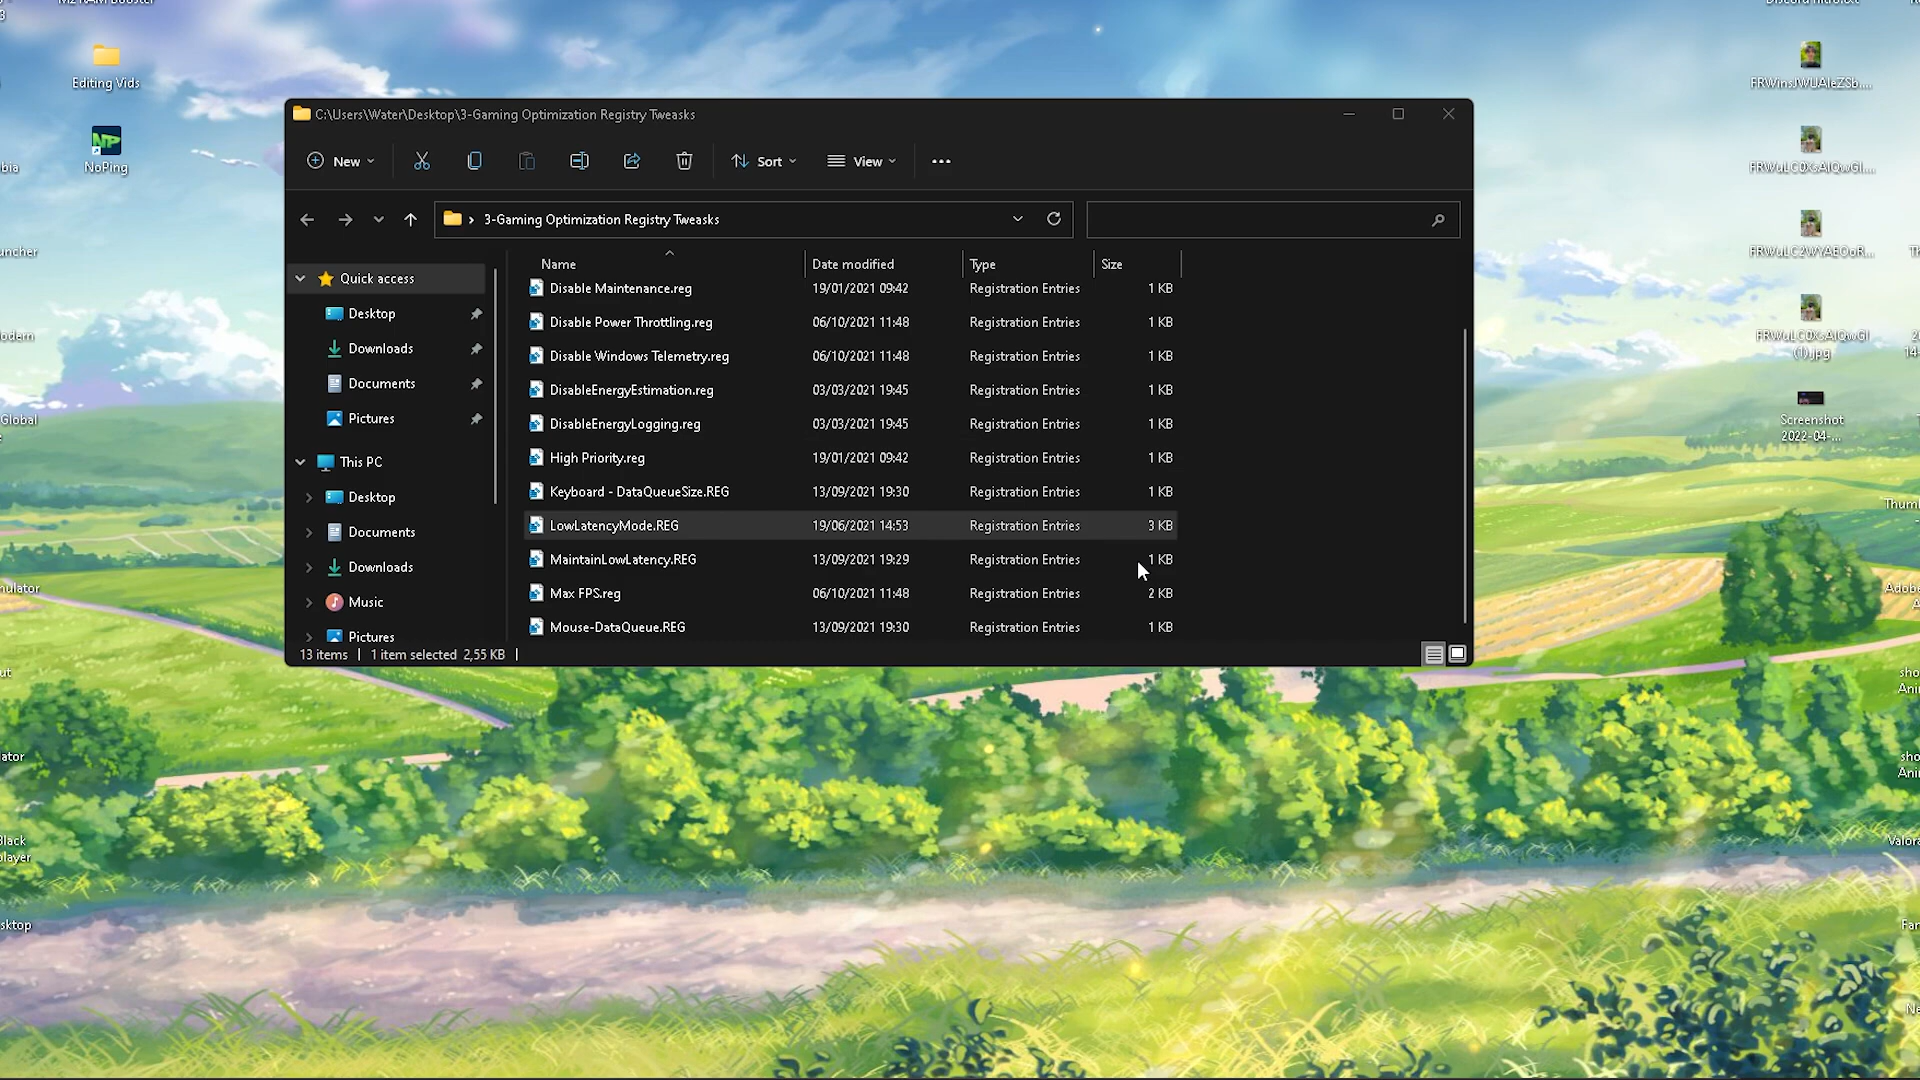 Editing Vids
NoPing
C:\Users\Water\Desktop\3-Gaming Optimization Registry Tweasks
New
Sort
View
3-Gaming Optimization Registry Tweasks
Name Date modified Type Size
Quick access
Desktop
Downloads
Documents
Pictures
This PC
Desktop
Documents
Downloads
Music
Pictures
Disable Maintenance.reg 19/01/2021 09:42 Registration Entries 1 KB
Disable Power Throttling.reg 06/10/2021 11:48 Registration Entries 1 KB
Disable Windows Telemetry.reg 06/10/2021 11:48 Registration Entries 1 KB
DisableEnergyEstimation.reg 03/03/2021 19:45 Registration Entries 1 KB
DisableEnergyLogging.reg 03/03/2021 19:45 Registration Entries 1 KB
High Priority.reg 19/01/2021 09:42 Registration Entries 1 KB
Keyboard - DataQueueSize.REG 13/09/2021 19:30 Registration Entries 1 KB
LowLatencyMode.REG 19/06/2021 14:53 Registration Entries 3 KB
MaintainLowLatency.REG 13/09/2021 19:29 Registration Entries 1 KB
Max FPS.reg 06/10/2021 11:48 Registration Entries 2 KB
Mouse-DataQueue.REG 13/09/2021 19:30 Registration Entries 1 KB
13 items 1 item selected 2,55 KB
Screenshot
2022-04-...
Global
Black
player